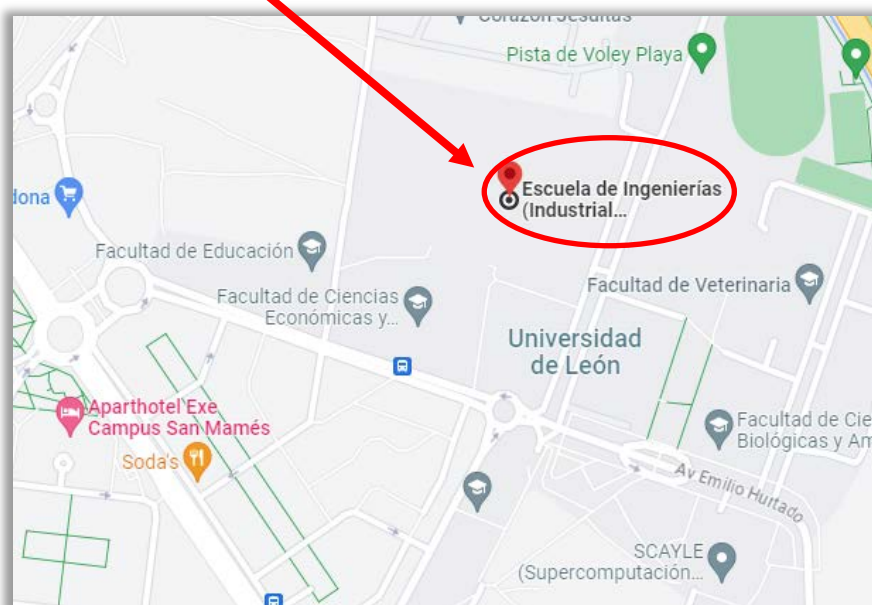 Corazón Jesuitas
Pista de Voley Playa
Escuela de Ingenierías
(Industrial...
dona
Facultad de Educación
Facultad de Veterinaria
Facultad de Ciencias
Económicas y...
Universidad
de León
Aparthotel Exe
Campus San Mamés
Facultad de Cie
Biológicas y Am
Soda's
Av Emilio Hurtado
SCAYLE
(Supercomputación...